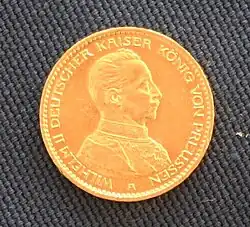 WILHELM II DEUTSCHER KAISER KÖNIG VON PREUSSEN
A